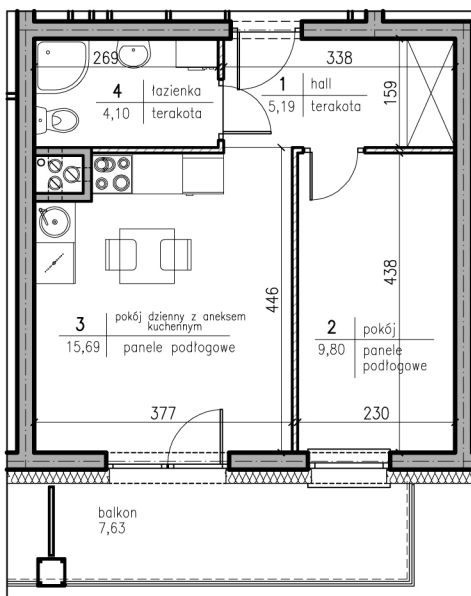 269
338
4 łazienka
4,10 terakota
1 hall
5,19 terakota
159
446
438
3 pokój dzienny z aneksem
kuchennym
15,69 panele podłogowe
2 pokój
9,80 panele
podłogowe
377
230
balkon
7,63